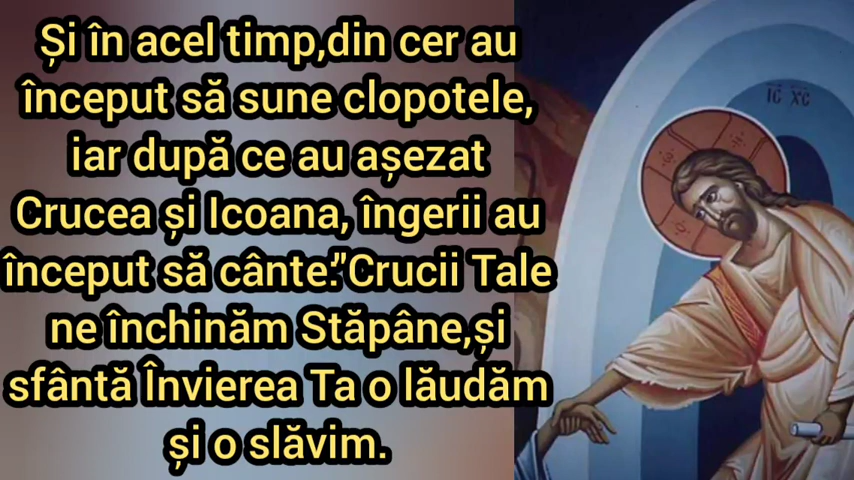 Și în acel timp,din cer au
început să sune clopotele,
iar după ce au așezat
Crucea și Icoana, îngerii au
început să cânte:"Crucii Tale
ne închinăm Stăpâne,și
sfântă Învierea Ta o lăudăm
și o slăvim.
IC XC